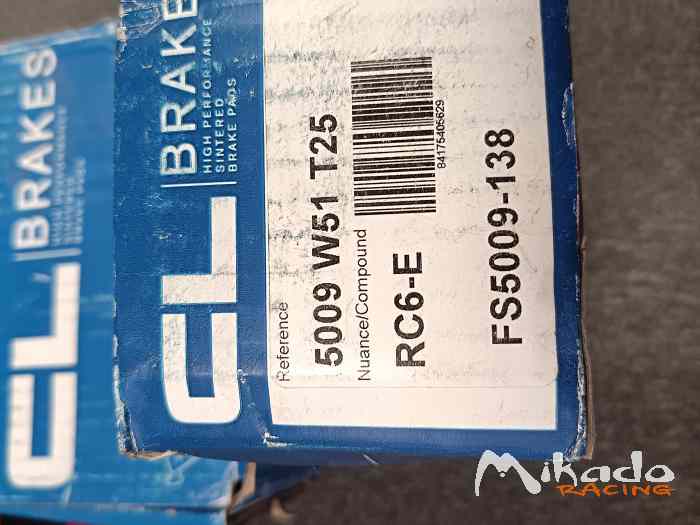 CL BRAKES
HIGH PERFORMANCE
SINTERED
BRAKE PADS
Reference
5009 W51 T25
Nuance/Compound
RC6-E
84175405629
FS5009-138
CL BRAKES
Mikado
RACING